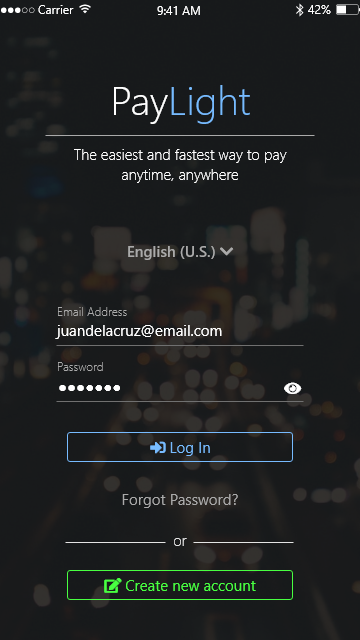 Carrier 9:41 AM 42%
PayLight
The easiest and fastest way to pay
anytime, anywhere
English (U.S.)
Email Address
juandelacruz@email.com
Password
●●●●●●●
Log In
Forgot Password?
or
Create new account